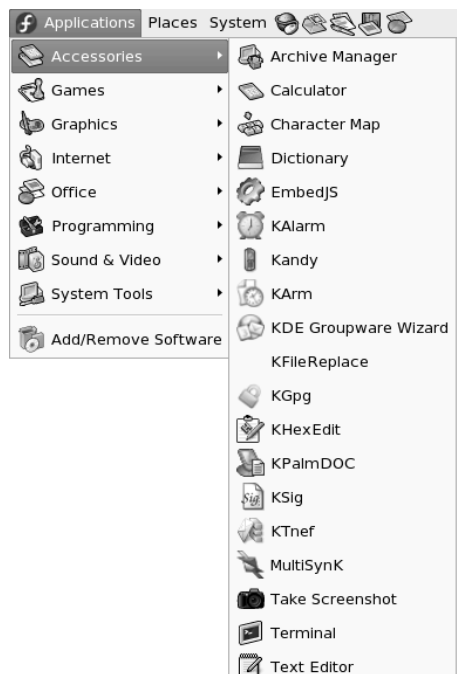 Applications Places System
Accessories
Games
Graphics
Internet
Office
Programming
Sound & Video
System Tools
Add/Remove Software
Archive Manager
Calculator
Character Map
Dictionary
EmbedJS
KAlarm
Kandy
KArm
KDE Groupware Wizard
KFileReplace
KGpg
KHexEdit
KPalmDOC
KSig
KTnef
MultiSynK
Take Screenshot
Terminal
Text Editor